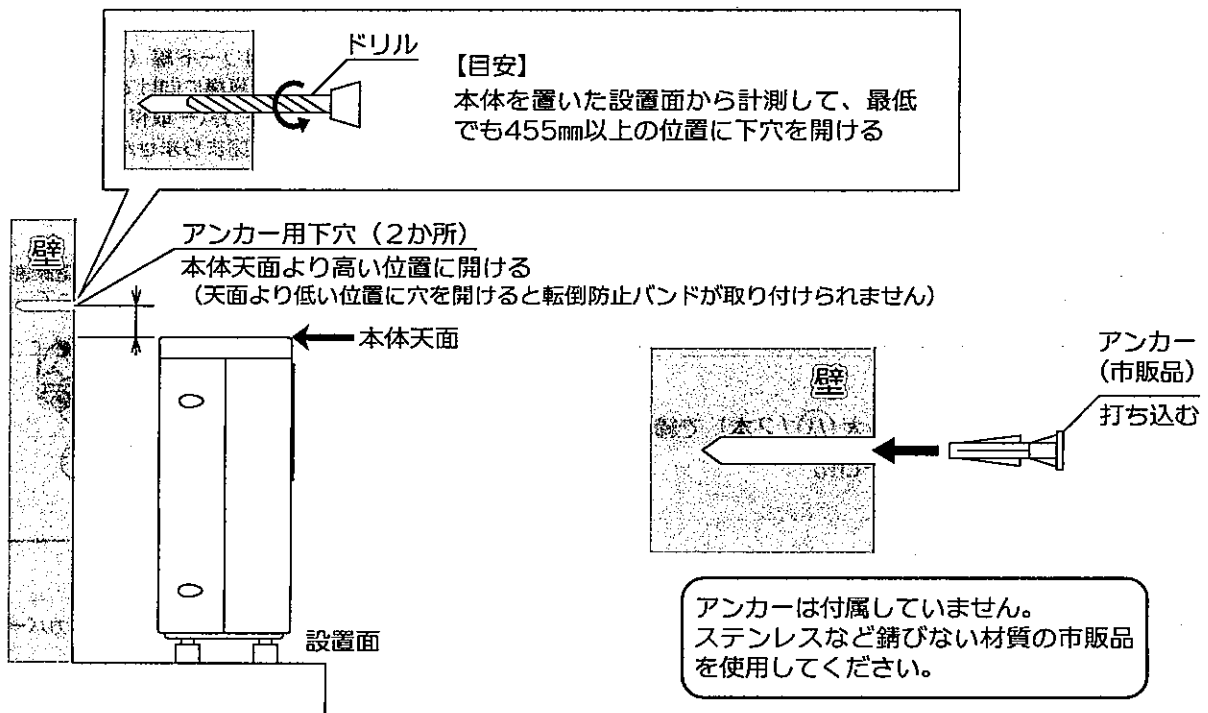 ドリル
【目安】
本体を置いた設置面から計測して、最低
でも455㎜以上の位置に下穴を開ける
壁
アンカー用下穴（2か所）
本体天面より高い位置に開ける
（天面より低い位置に穴を開けると転倒防止バンドが取り付けられません）
本体天面
設置面
壁
アンカー
（市販品）
打ち込む
アンカーは付属していません。
ステンレスなど錆びない材質の市販品
を使用してください。